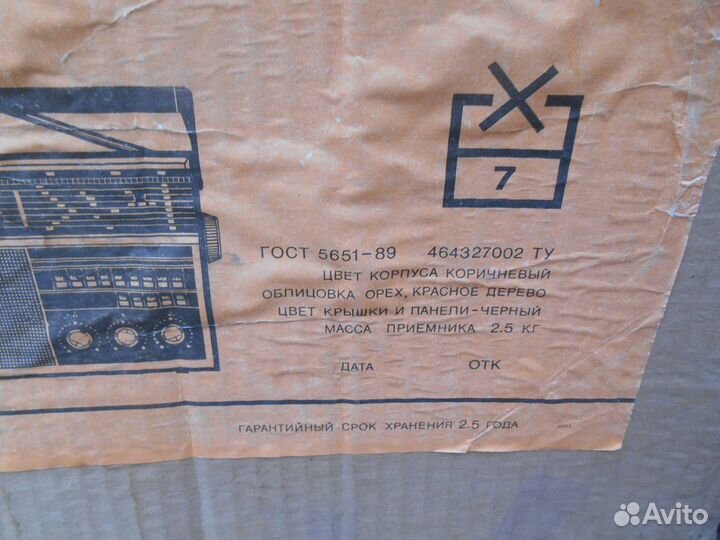 7
ГОСТ 5651-89 464327002 ТУ
ЦВЕТ КОРПУСА КОРИЧНЕВЫЙ
ОБЛИЦОВКА ОРЕХ, КРАСНОЕ ДЕРЕВО
ЦВЕТ КРЫШКИ И ПАНЕЛИ-ЧЕРНЫЙ
МАССА ПРИЕМНИКА 2.5 КГ
ДАТА ОТК
ГАРАНТИЙНЫЙ СРОК ХРАНЕНИЯ 2.5 ГОДА
Avito